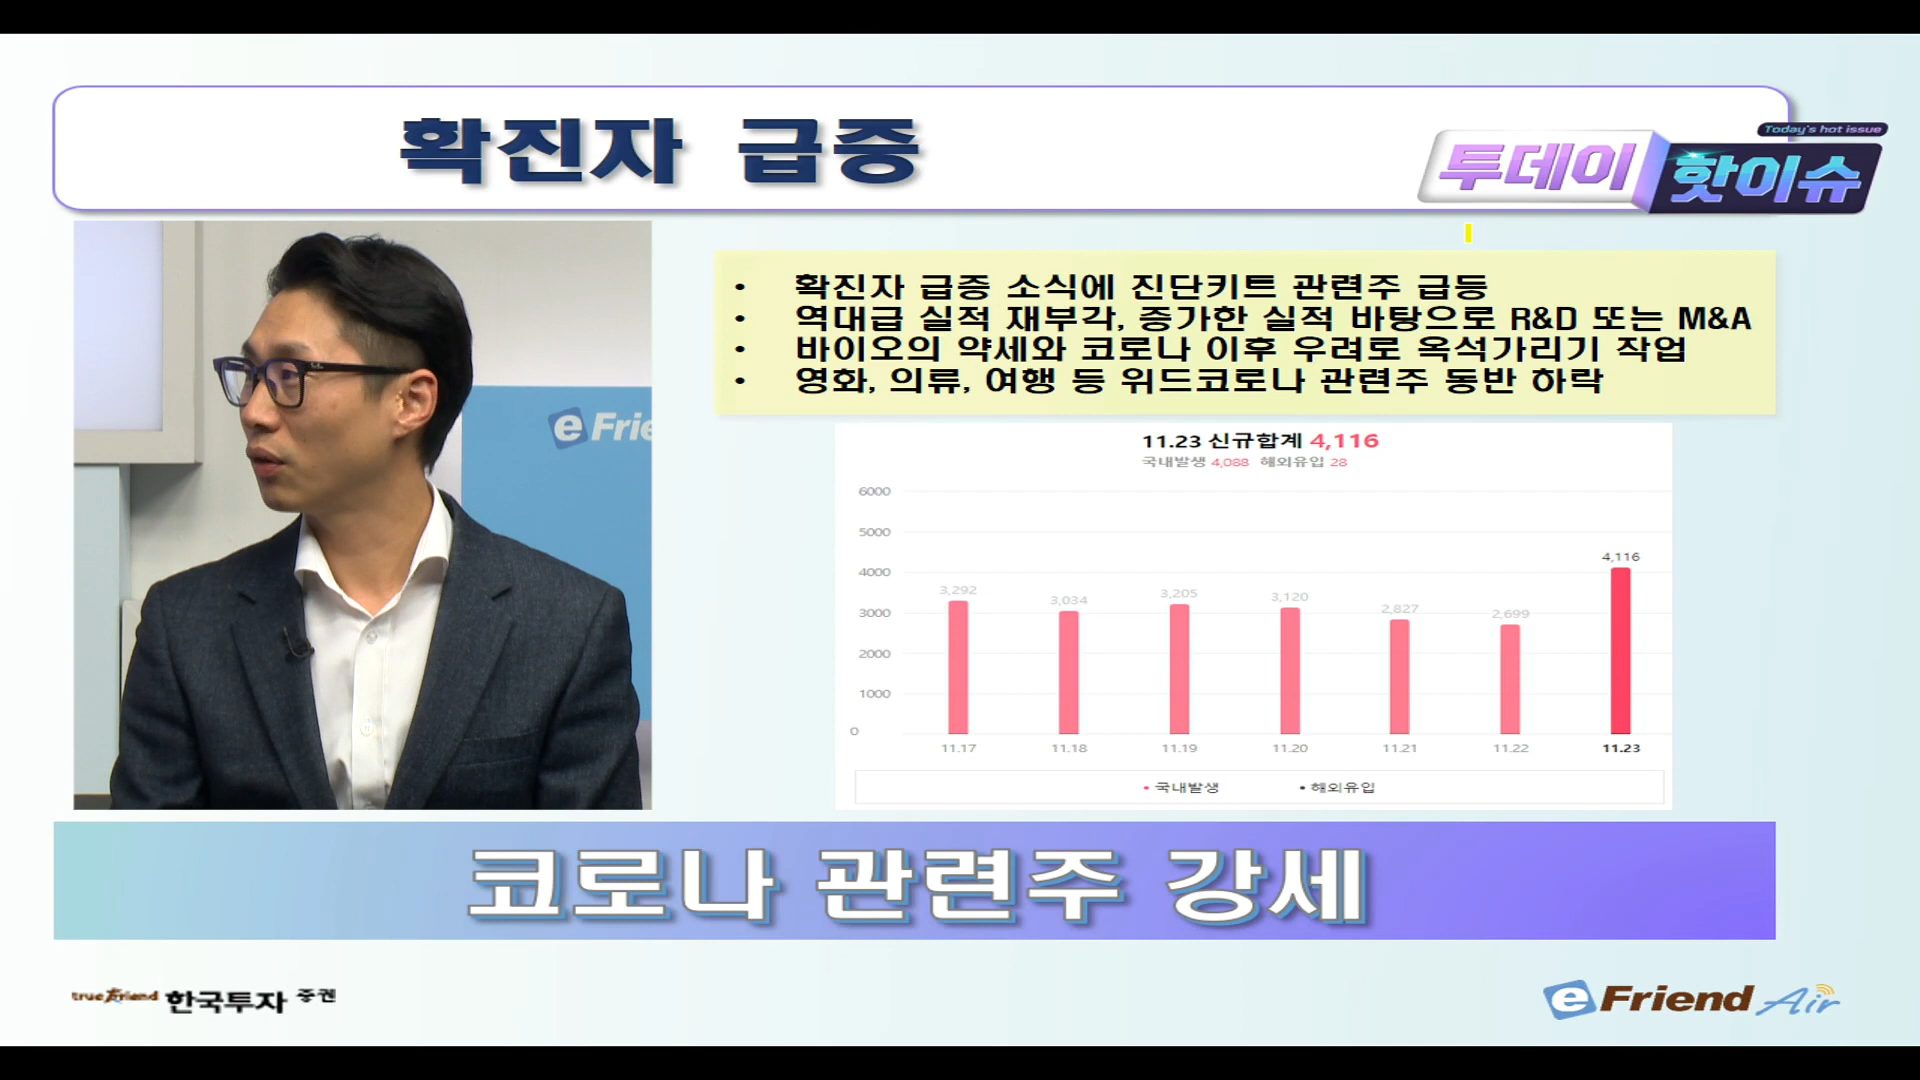 확진자 급증
Today's hot issue
투데이 핫이슈
• 확진자 급증 소식에 진단키트 관련주 급등
• 역대급 실적 재부각, 증가한 실적 바탕으로 R&D 또는 M&A
• 바이오의 약세와 코로나 이후 우려로 옥석가리기 작업
• 영화, 의류, 여행 등 위드코로나 관련주 동반 하락
e Frie
11.23 신규합계 4,116
국내발생 4,088 해외유입 28
6000
5000
4000
3000
2000
1000
0
3,292
3,034
3,205
3,120
2,827
2,699
4,116
11.17 11.18 11.19 11.20 11.21 11.22 11.23
• 국내발생 • 해외유입
코로나 관련주 강세
true Friend 한국투자 증권
e Friend Air